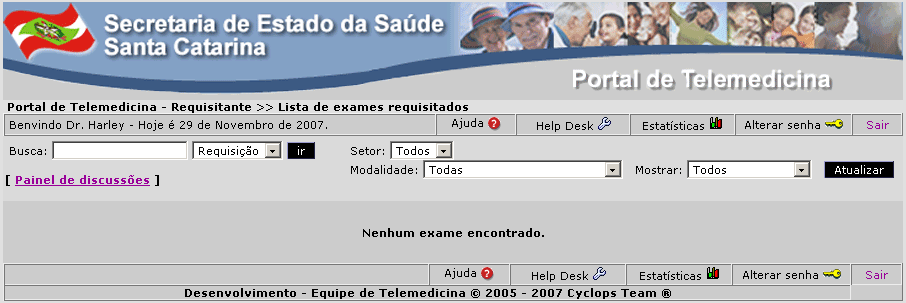 Secretaria de Estado da Saúde
Santa Catarina
Portal de Telemedicina
Portal de Telemedicina - Requisitante >> Lista de exames requisitados
Benvindo Dr. Harley - Hoje é 29 de Novembro de 2007. Ajuda Help Desk Estatísticas Alterar senha Sair
Busca: Requisição ir Setor: Todos
Modalidade: Todas Mostrar: Todos Atualizar
[ Painel de discussões ]
Nenhum exame encontrado.
Ajuda Help Desk Estatísticas Alterar senha Sair
Desenvolvimento - Equipe de Telemedicina © 2005 - 2007 Cyclops Team ®